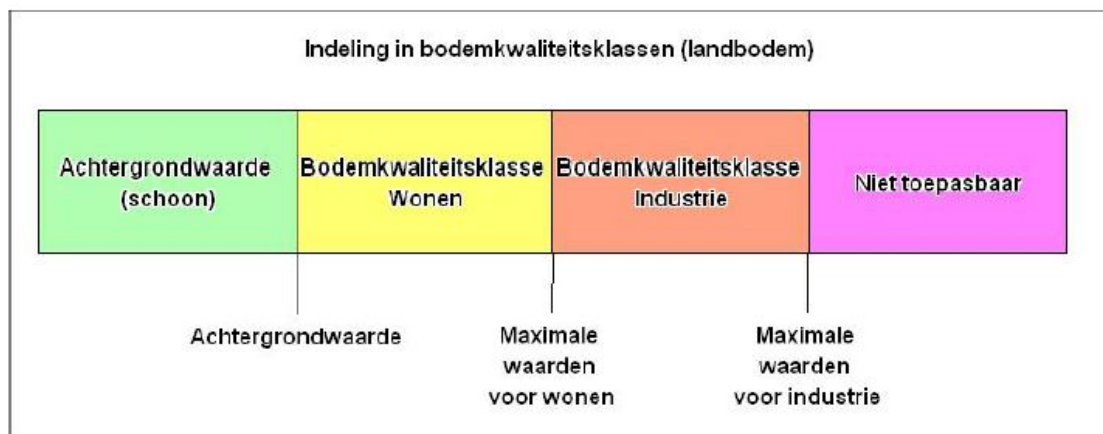 Indeling in bodemkwaliteitsklassen (landbodem)
Achtergrondwaarde
(schoon)
Bodemkwaliteitsklasse
Wonen
Bodemkwaliteitsklasse
Industrie
Niet toepasbaar
Achtergrondwaarde
Maximale
waarden
voor wonen
Maximale
waarden
voor industrie